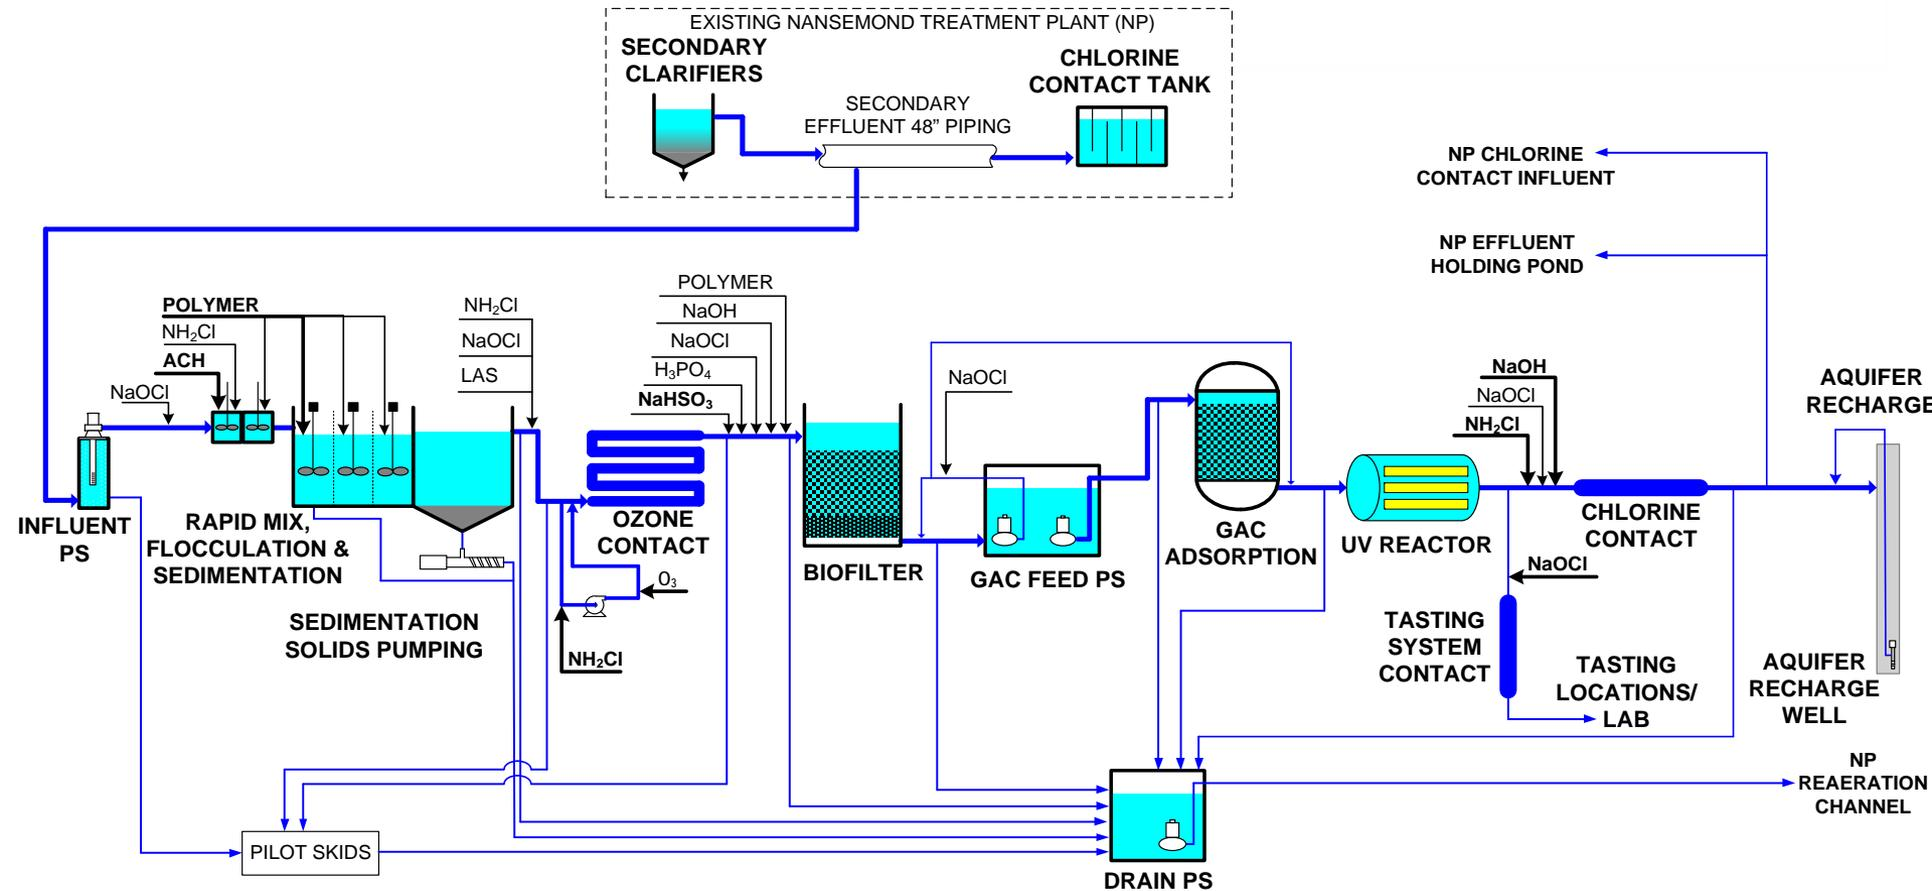 EXISTING NANSEMOND TREATMENT PLANT (NP)
SECONDARY
CLARIFIERS
SECONDARY
EFFLUENT 48” PIPING
CHLORINE
CONTACT TANK
NP CHLORINE
CONTACT INFLUENT
NP EFFLUENT
HOLDING POND
POLYMER
NH₂Cl
ACH
NaOCl
NH₂Cl
NaOCl
LAS
POLYMER
NaOH
NaOCl
H₃PO₄
NaHSO₃
NaOCl
NaOH
NaOCl
NH₂Cl
AQUIFER
RECHARGE
INFLUENT
PS
RAPID MIX,
FLOCCULATION &
SEDIMENTATION
SEDIMENTATION
SOLIDS PUMPING
OZONE
CONTACT
O₃
NH₂Cl
BIOFILTER
GAC FEED PS
GAC
ADSORPTION
UV REACTOR
CHLORINE
CONTACT
NaOCl
TASTING
SYSTEM
CONTACT
TASTING
LOCATIONS/
LAB
AQUIFER
RECHARGE
WELL
NP
REAERATION
CHANNEL
PILOT SKIDS
DRAIN PS